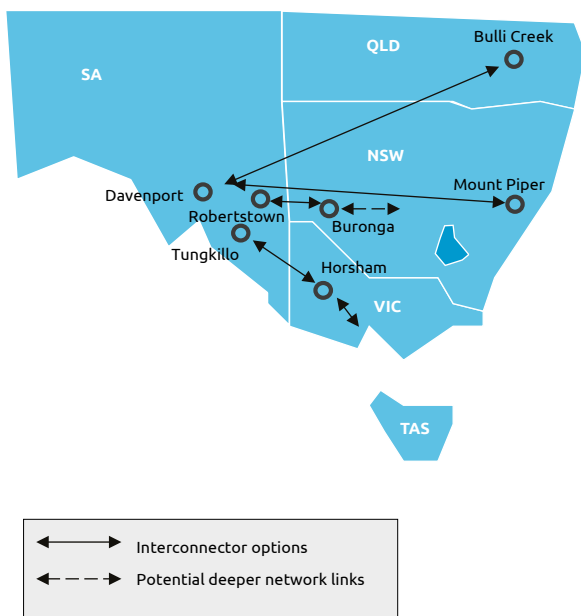 Bulli Creek
QLD
SA
NSW
Mount Piper
Davenport
Robertstown
Buronga
Tungkillo
Horsham
VIC
TAS
Interconnector options
Potential deeper network links